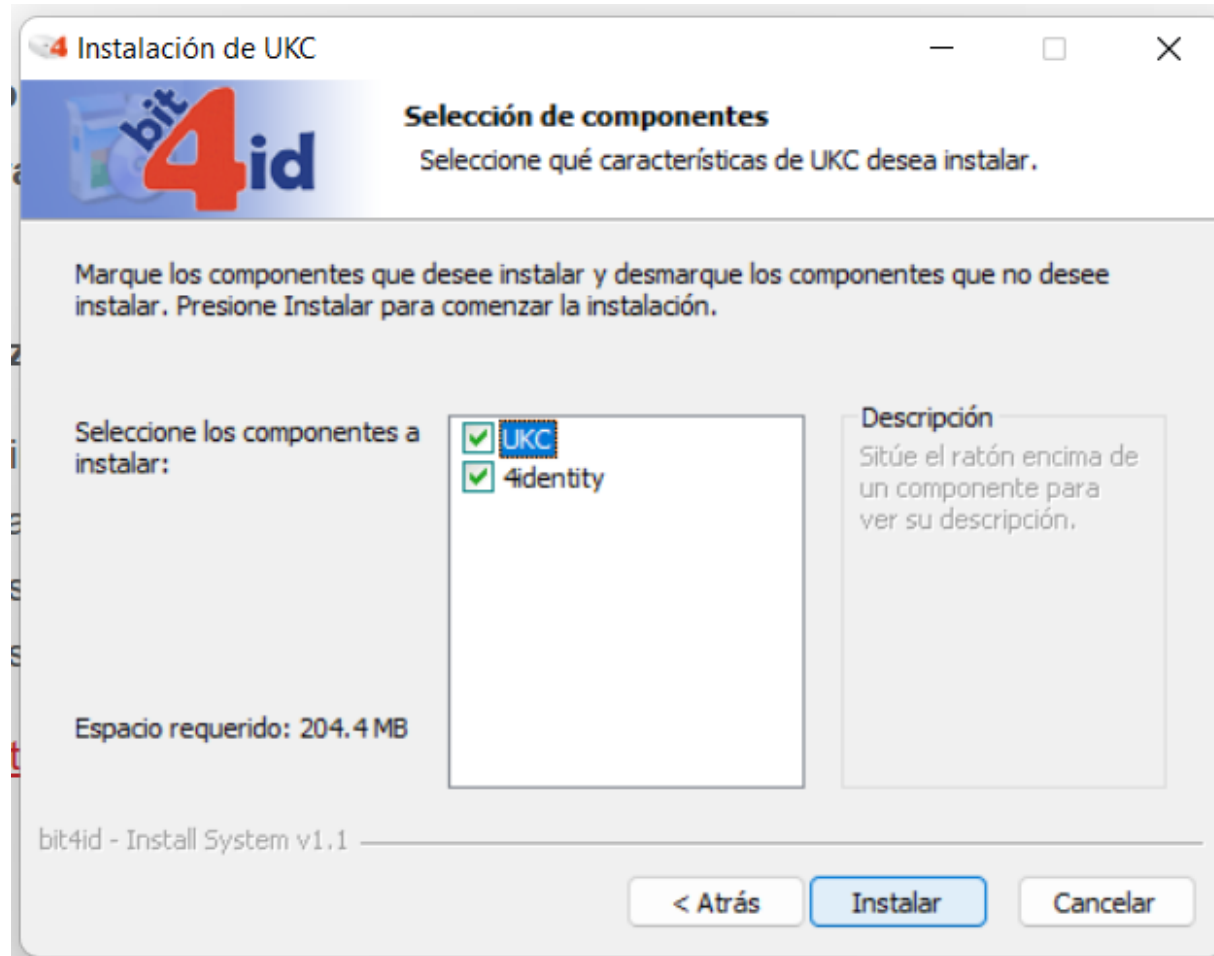 Instalación de UKC
bit4id
Selección de componentes
Seleccione qué características de UKC desea instalar.
Marque los componentes que desee instalar y desmarque los componentes que no desee
instalar. Presione Instalar para comenzar la instalación.
Seleccione los componentes a
instalar:
UKC
4identity
Descripción
Sitúe el ratón encima de
un componente para
ver su descripción.
Espacio requerido: 204.4 MB
bit4id - Install System v1.1
< Atrás
Instalar
Cancelar